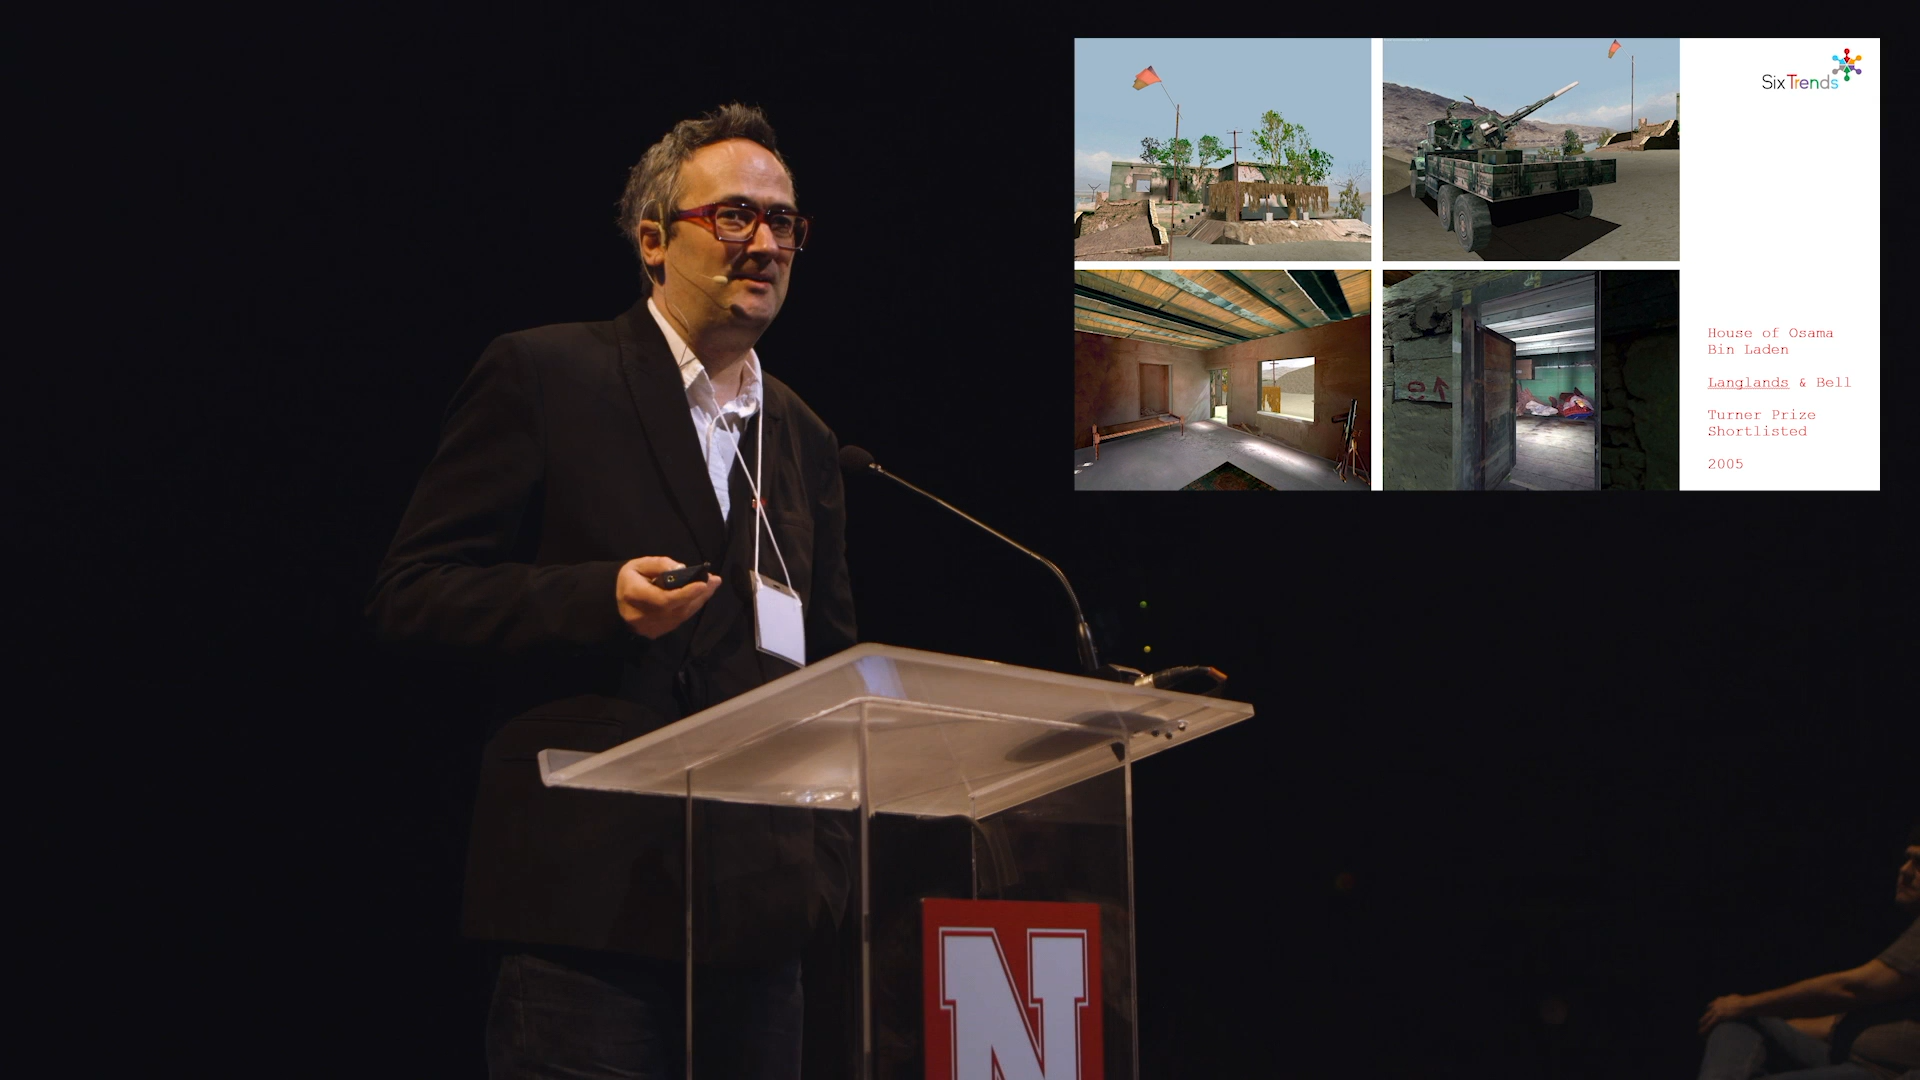 SixTrends
House of Osama
Bin Laden
Langlands & Bell
Turner Prize
Shortlisted
2005
N